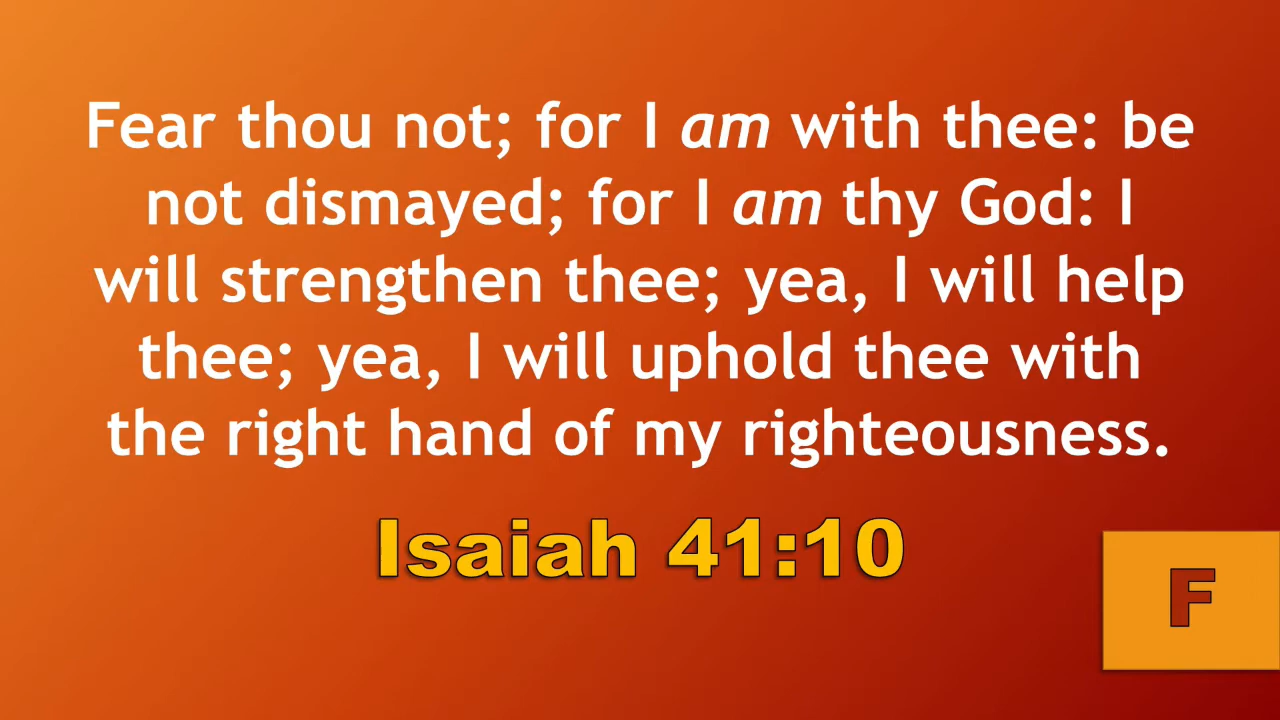 Fear thou not; for I am with thee: be
not dismayed; for I am thy God: I
will strengthen thee; yea, I will help
thee; yea, I will uphold thee with
the right hand of my righteousness.
Isaiah 41:10
F